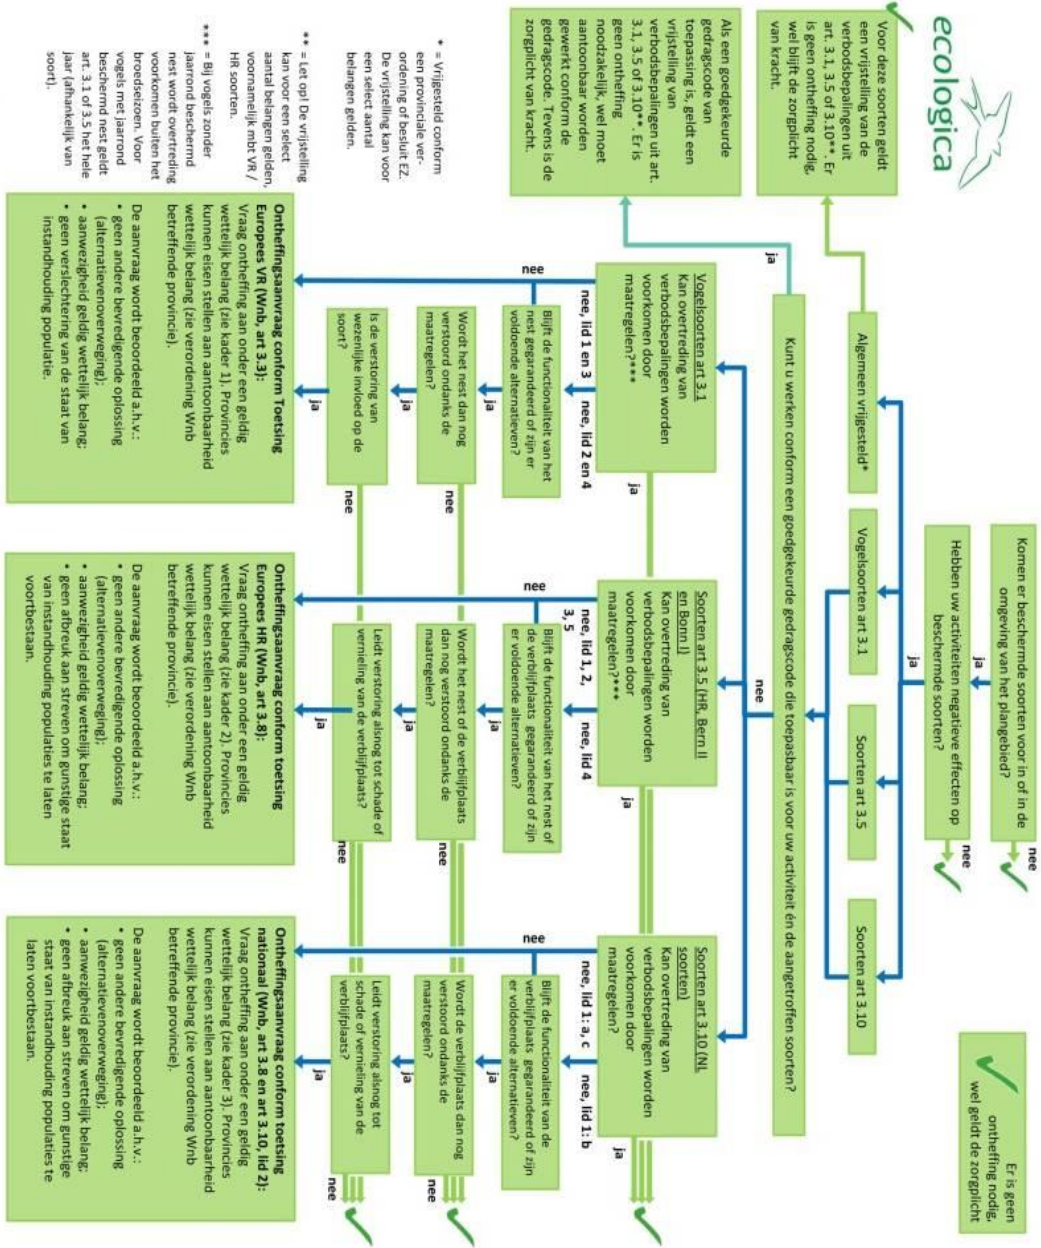 ecologica
Komen er beschermde soorten voor in of in de
omgeving van het plangebied?
nee
ja
Hebben uw activiteiten negatieve effecten op
beschermde soorten?
nee
ja
Er is geen
ontheffing nodig,
wel geldt de zorgplicht
Voor deze soorten geldt
een vrijstelling van de
verbodsbepalingen uit
art. 3.1, 3.5 of 3.10**. Er
is geen ontheffing nodig,
wel blijft de zorgplicht
van kracht.
Algemeen vrijgesteld*
Vogelsoorten art 3.1
Soorten art 3.5
Soorten art 3.10
Kunt u werken conform een goedgekeurde gedragscode die toepasbaar is voor uw activiteit én de aangetroffen soorten?
ja
nee
Als een goedgekeurde
gedragscode van
toepassing is, geldt een
vrijstelling van
verbodsbepalingen uit art.
3.1, 3.5 of 3.10**. Er is
geen ontheffing
noodzakelijk, wel moet
aantoonbaar worden
gewerkt conform de
gedragscode. Tevens is de
zorgplicht van kracht.
Vogelsoorten art 3.1
Kan overtreding van
verbodsbepalingen worden
voorkomen door
maatregelen?***
ja
Soorten art 3.5 (HR, Bern II
en Bonn I)
Kan overtreding van
verbodsbepalingen worden
voorkomen door
maatregelen?***
ja
Soorten art 3.10 (NL
soorten)
Kan overtreding van
verbodsbepalingen worden
voorkomen door
maatregelen?
ja
nee, lid 1 en 3
nee, lid 2 en 4
nee, lid 1, 2,
3, 5
nee, lid 4
nee, lid 1: a, c
nee, lid 1: b
nee
Blijft de functionaliteit van het
nest gegarandeerd of zijn er
voldoende alternatieven?
ja
nee
Blijft de functionaliteit van het nest of
de verblijfplaats gegarandeerd of zijn
er voldoende alternatieven?
ja
nee
Blijft de functionaliteit van de
verblijfplaats gegarandeerd of zijn
er voldoende alternatieven?
ja
* = Vrijgesteld conform
een provinciale ver-
ordening of besluit EZ.
De vrijstelling kan voor
een select aantal
belangen gelden.
Wordt het nest dan nog
verstoord ondanks de
maatregelen?
nee
ja
Wordt het nest of de verblijfplaats
dan nog verstoord ondanks de
maatregelen?
nee
ja
Wordt de verblijfplaats dan nog
verstoord ondanks de
maatregelen?
nee
ja
Is de verstoring van
wezenlijke invloed op de
soort?
nee
ja
Leidt verstoring alsnog tot schade of
vernieling van de verblijfplaats?
nee
ja
Leidt verstoring alsnog tot
schade of vernieling van de
verblijfplaats?
nee
ja
** = Let op! De vrijstelling
kan voor een select
aantal belangen gelden,
voornamelijk mbt VR /
HR soorten.
*** = Bij vogels zonder
jaarrond beschermd
nest wordt overtreding
voorkomen buiten het
broedseizoen. Voor
vogels met jaarrond
beschermd nest geldt
art. 3.1 of 3.5 het hele
jaar (afhankelijk van
soort).
Ontheffingsaanvraag conform Toetsing
Europees VR (Wnb, art 3.3):
Vraag ontheffing aan onder een geldig
wettelijk belang (zie kader 1). Provincies
kunnen eisen stellen aan aantoonbaarheid
wettelijk belang (zie verordening Wnb
betreffende provincie).
De aanvraag wordt beoordeeld a.h.v.:
• geen andere bevredigende oplossing
(alternatievenoverweging);
• aanwezigheid geldig wettelijk belang;
• geen verslechtering van de staat van
instandhouding populatie.
Ontheffingsaanvraag conform toetsing
Europees HR (Wnb, art 3.8):
Vraag ontheffing aan onder een geldig
wettelijk belang (zie kader 2). Provincies
kunnen eisen stellen aan aantoonbaarheid
wettelijk belang (zie verordening Wnb
betreffende provincie).
De aanvraag wordt beoordeeld a.h.v.:
• geen andere bevredigende oplossing
(alternatievenoverweging);
• aanwezigheid geldig wettelijk belang;
• geen afbreuk aan streven om gunstige staat
van instandhouding populaties te laten
voortbestaan.
Ontheffingsaanvraag conform toetsing
nationaal (Wnb, art 3.8 en art 3.10, lid 2):
Vraag ontheffing aan onder een geldig
wettelijk belang (zie kader 3). Provincies
kunnen eisen stellen aan aantoonbaarheid
wettelijk belang (zie verordening Wnb
betreffende provincie).
De aanvraag wordt beoordeeld a.h.v.:
• geen andere bevredigende oplossing
(alternatievenoverweging);
• aanwezigheid geldig wettelijk belang;
• geen afbreuk aan streven om gunstige
staat van instandhouding populaties te
laten voortbestaan.